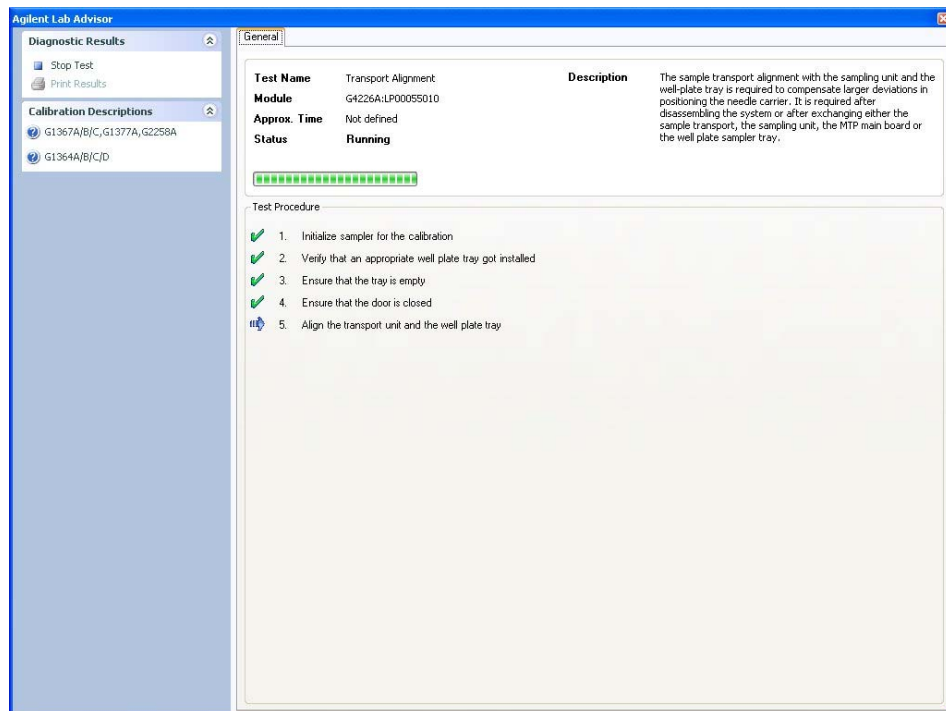 Agilent Lab Advisor
Diagnostic Results
Stop Test
Print Results
Calibration Descriptions
G1367A/B/C,G1377A,G2258A
G1364A/B/C/D
General
Test Name Transport Alignment
Module G4226A:LP00055010
Approx. Time Not defined
Status Running
Description The sample transport alignment with the sampling unit and the
well-plate tray is required to compensate larger deviations in
positioning the needle carrier. It is required after
disassembling the system or after exchanging either the
sample transport, the sampling unit, the MTP main board or
the well plate sampler tray.
Test Procedure
1. Initialize sampler for the calibration
2. Verify that an appropriate well plate tray got installed
3. Ensure that the tray is empty
4. Ensure that the door is closed
5. Align the transport unit and the well plate tray